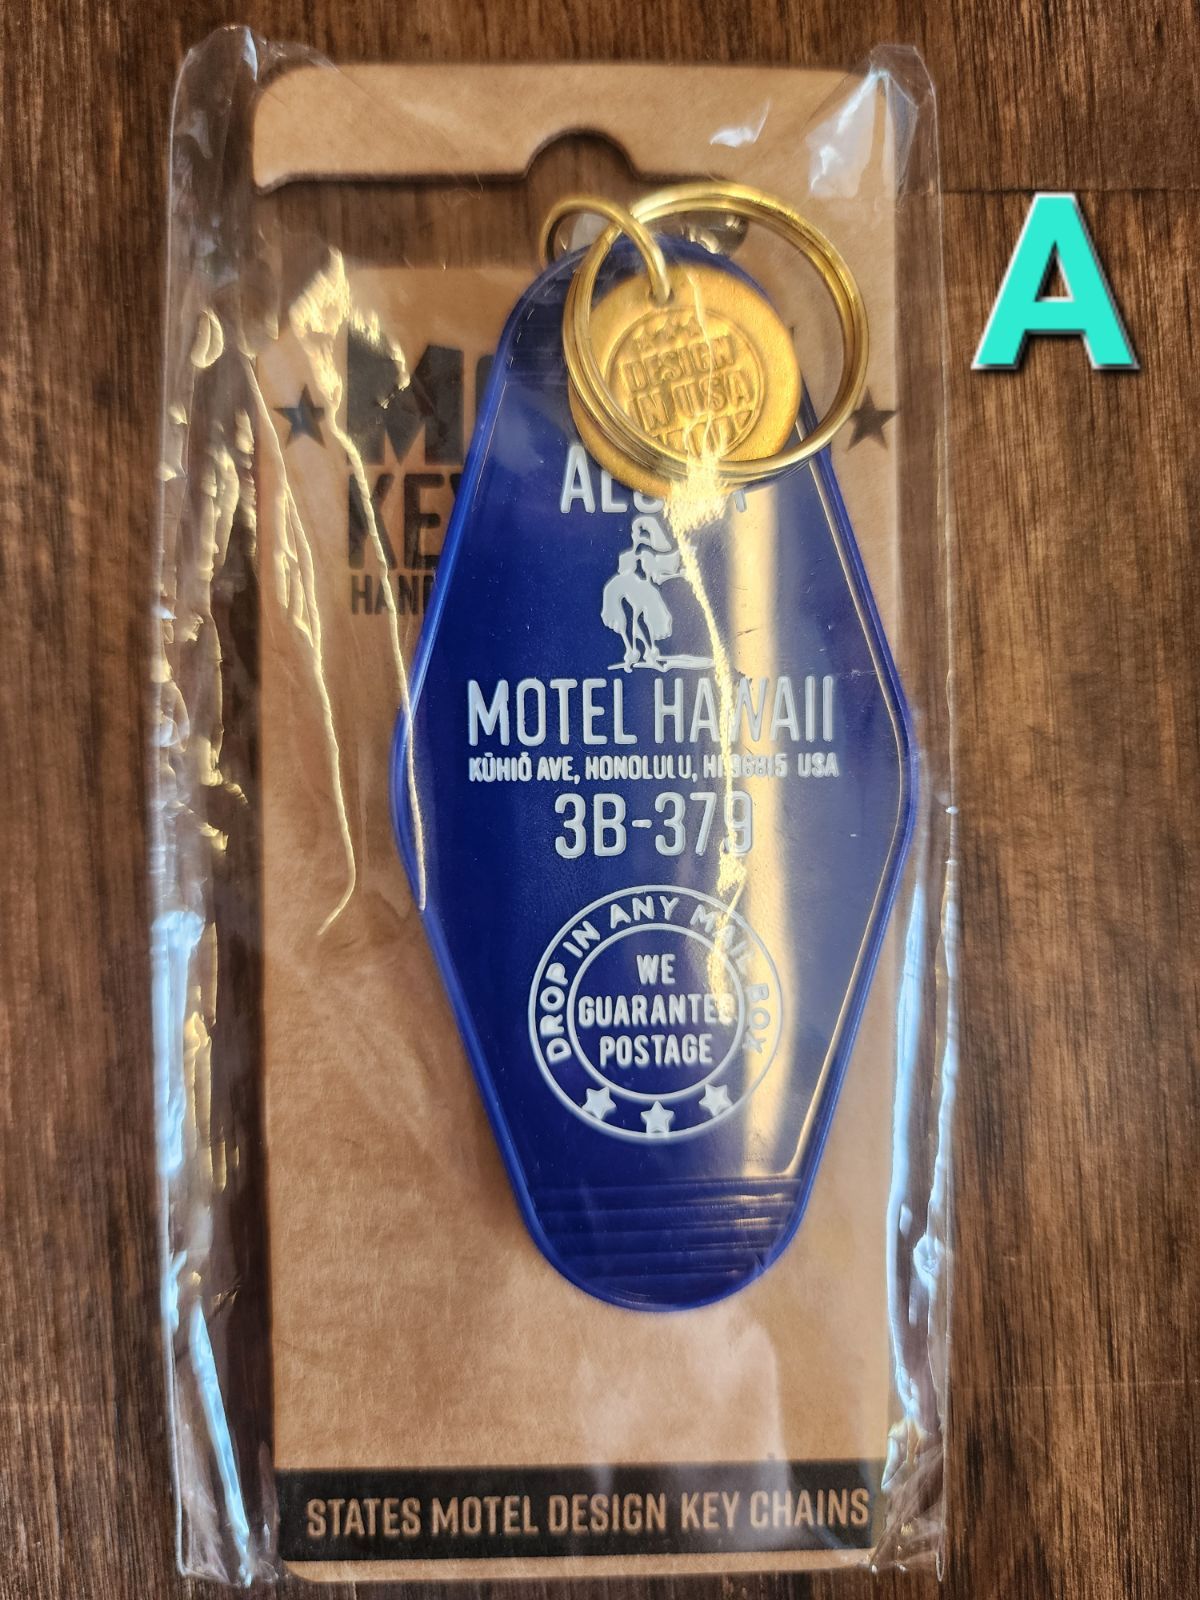 A
DESIGN
IN USA
MOTEL HAWAII
KŪHIŌ AVE, HONOLULU, HI 96815 USA
3B-379
DROP IN ANY MAIL BOX
WE
GUARANTEE
POSTAGE
STATES MOTEL DESIGN KEY CHAINS